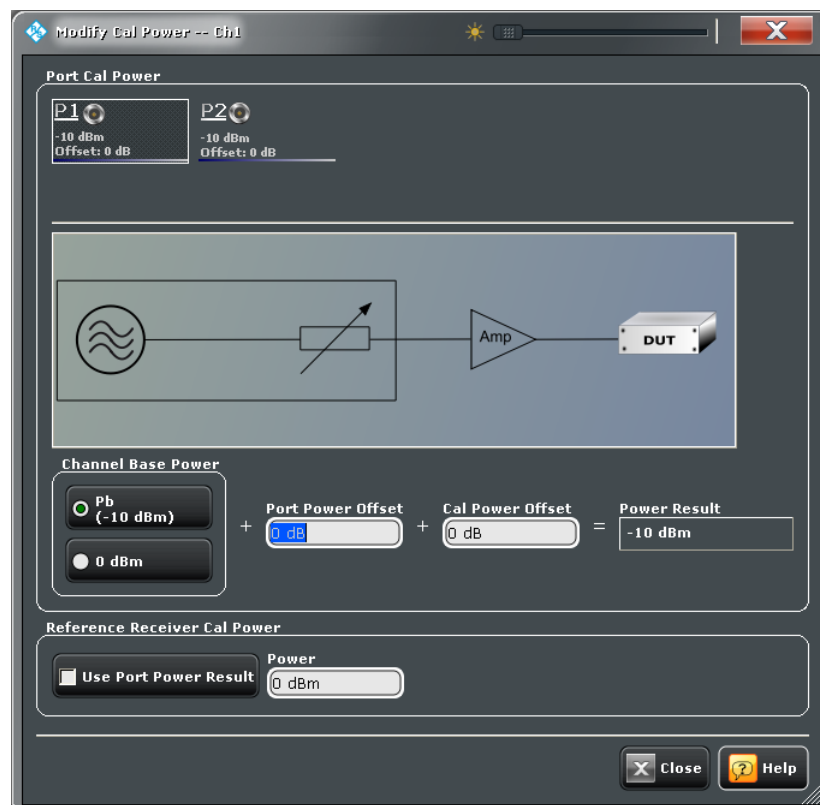 Modify Cal Power -- Ch1
Port Cal Power
P1
-10 dBm
Offset: 0 dB
P2
-10 dBm
Offset: 0 dB
Amp
DUT
Channel Base Power
Pb
(-10 dBm)
0 dBm
+
Port Power Offset
0 dB
+
Cal Power Offset
0 dB
=
Power Result
-10 dBm
Reference Receiver Cal Power
Use Port Power Result
Power
0 dBm
Close
Help